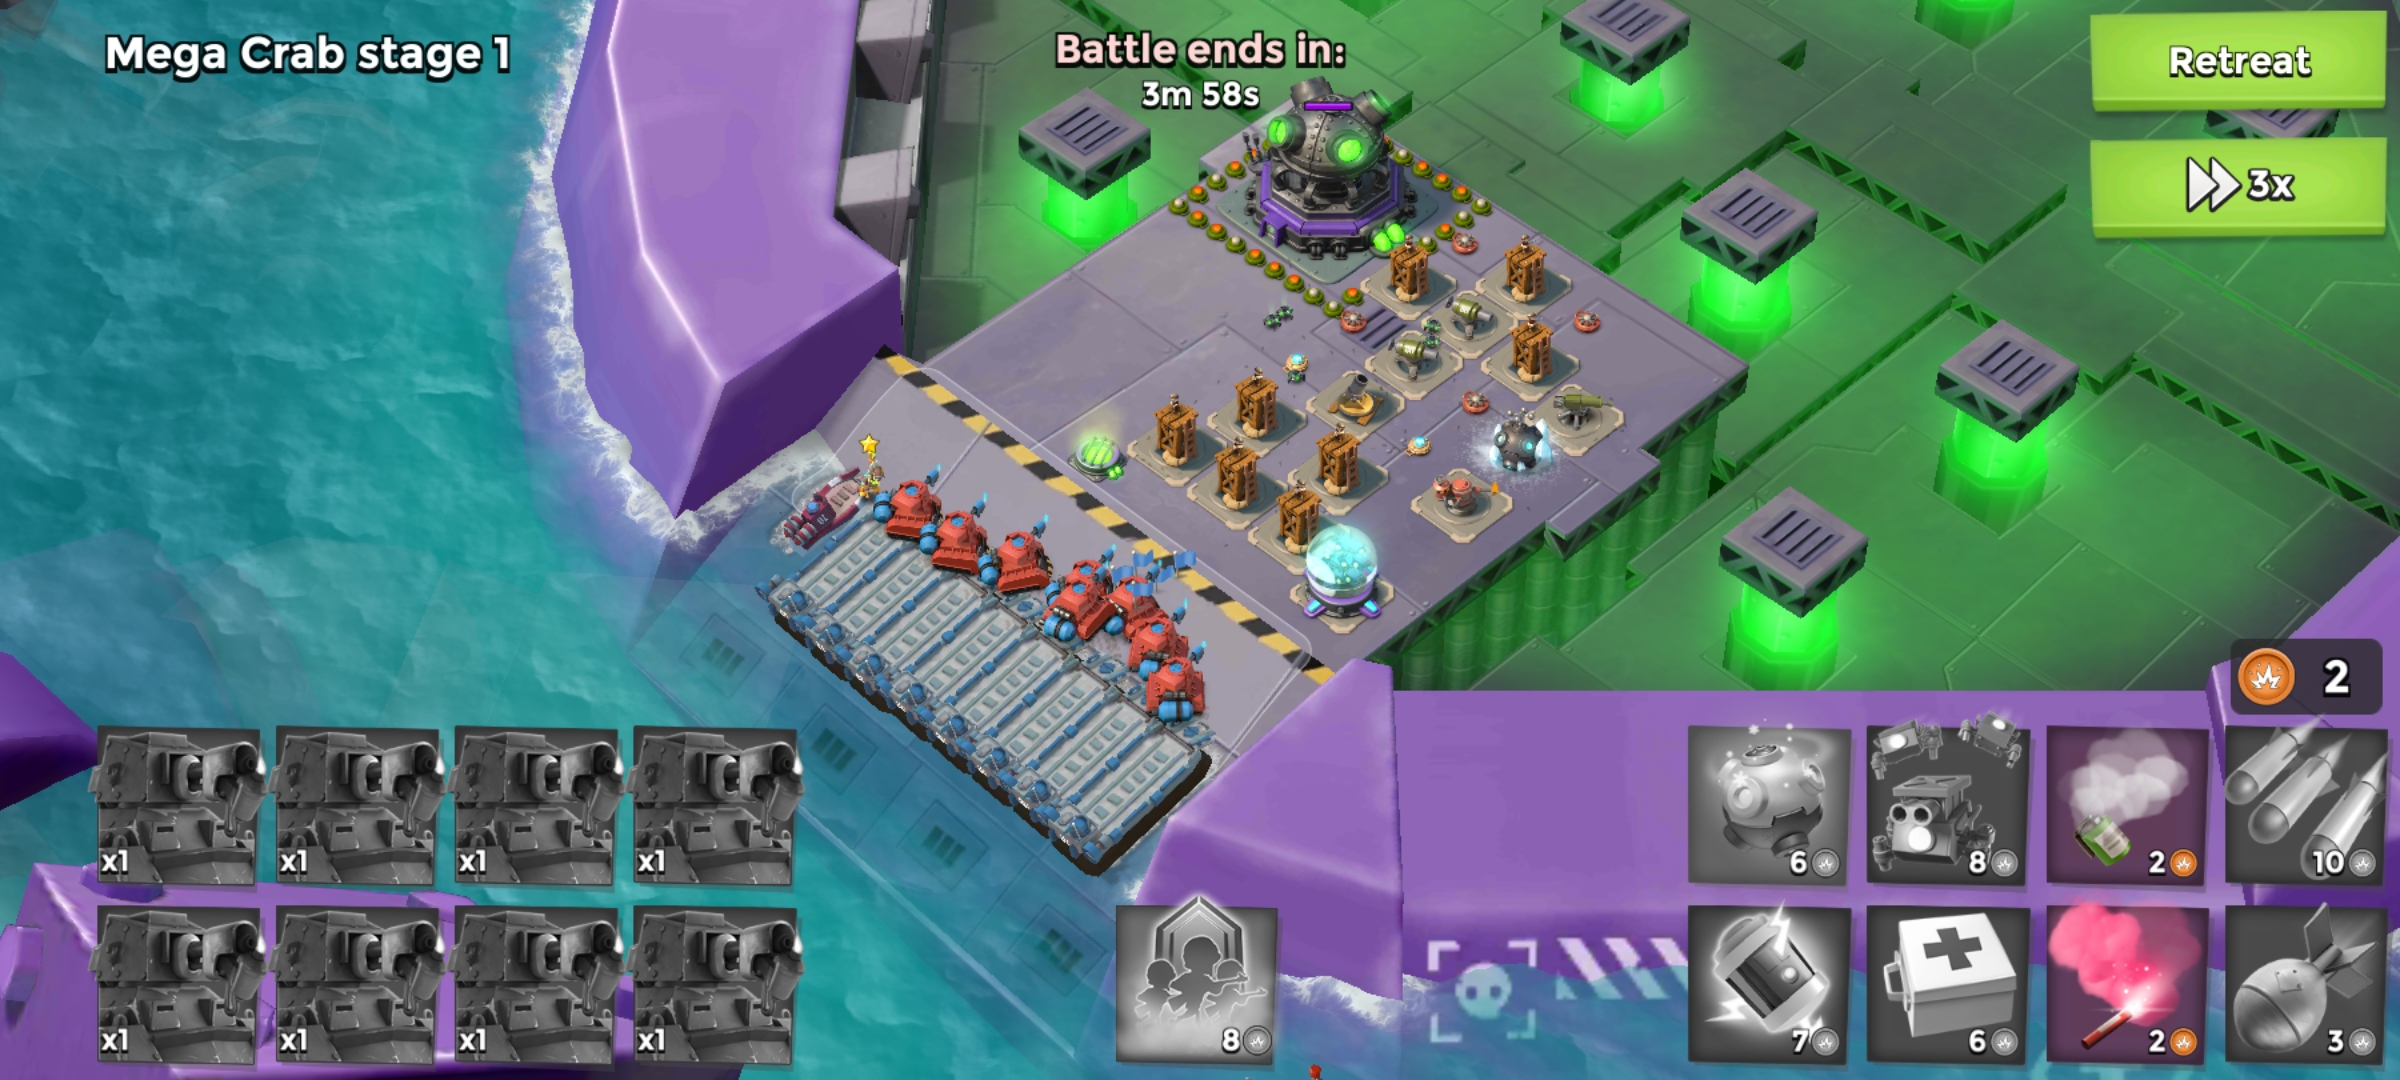 Mega Crab stage 1
Battle ends in:
3m 58s
Retreat
3x
2
x1
x1
x1
x1
6
8
2
10
x1
x1
x1
x1
8
7
6
2
3